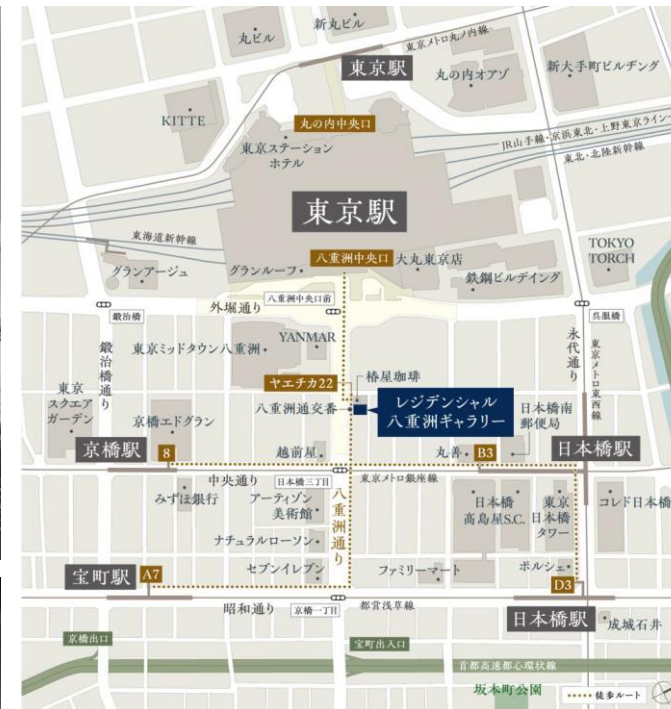 新丸ビル
丸ビル
東京メトロ丸ノ内線
東京駅
丸の内オアゾ
新大手町ビルヂング
KITTE
丸の内中央口
東京ステーション
ホテル
JR山手線・京浜東北・上野東京ライン
東北・北陸新幹線
東京駅
東海道新幹線
TOKYO
TORCH
グランアージュ
グランルーフ
八重洲中央口
大丸東京店
鉄鋼ビルディング
外堀通り
八重洲中央口前
鍛治橋
呉服橋
YANMAR
東京ミッドタウン八重洲
鍛治橋通り
永代通り
東京メトロ東西線
ヤエチカ22
椿屋珈琲
東京
スクエア
ガーデン
京橋エドグラン
八重洲通交番
レジデンシャル
八重洲ギャラリー
日本橋南
郵便局
京橋駅
8
越前屋
丸善
B3
日本橋駅
中央通り
日本橋三丁目
東京メトロ銀座線
みずほ銀行
アーティゾン
美術館
八重洲通り
日本橋
高島屋S.C.
東京
日本橋
タワー
コレド日本橋
ナチュラルローソン
宝町駅
A7
セブンイレブン
ファミリーマート
ポルシェ
D3
昭和通り
京橋一丁目
都営浅草線
日本橋駅
成城石井
京橋出口
宝町出入口
首都高速都心環状線
坂本町公園
徒歩ルート